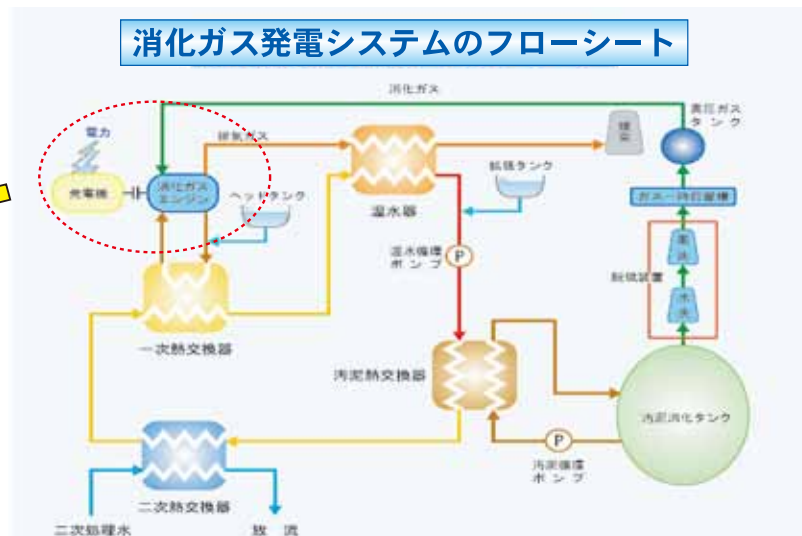 消化ガス発電システムのフローシート
消化ガス
高圧ガス
タンク
電力
排気ガス
煙突
拡張タンク
発電機
消化ガス
エンジン
ヘッドタンク
温水器
ガス一時貯留槽
温水循環
ポンプ
P
脱硫装置
水洗
一次熱交換器
汚泥熱交換器
汚泥消化タンク
P
汚泥循環
ポンプ
二次熱交換器
二次処理水
放流